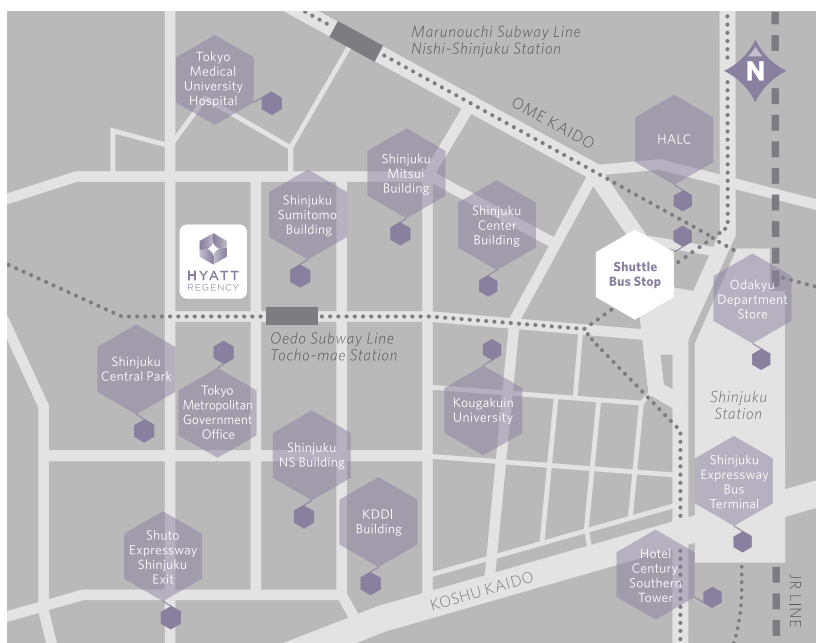 Marunouchi Subway Line
Nishi-Shinjuku Station
N
Tokyo
Medical
University
Hospital
OME KAIDO
HALC
Shinjuku
Mitsui
Building
Shinjuku
Sumitomo
Building
Shinjuku
Center
Building
HYATT
REGENCY™
Shuttle
Bus Stop
Odakyu
Department
Store
Oedo Subway Line
Tocho-mae Station
Shinjuku
Central Park
Tokyo
Metropolitan
Government
Office
Kougakuin
University
Shinjuku
Station
Shinjuku
NS Building
Shinjuku
Expressway
Bus
Terminal
KDDI
Building
Shuto
Expressway
Shinjuku
Exit
Hotel
Century
Southern
Tower
KOSHU KAIDO
JR LINE